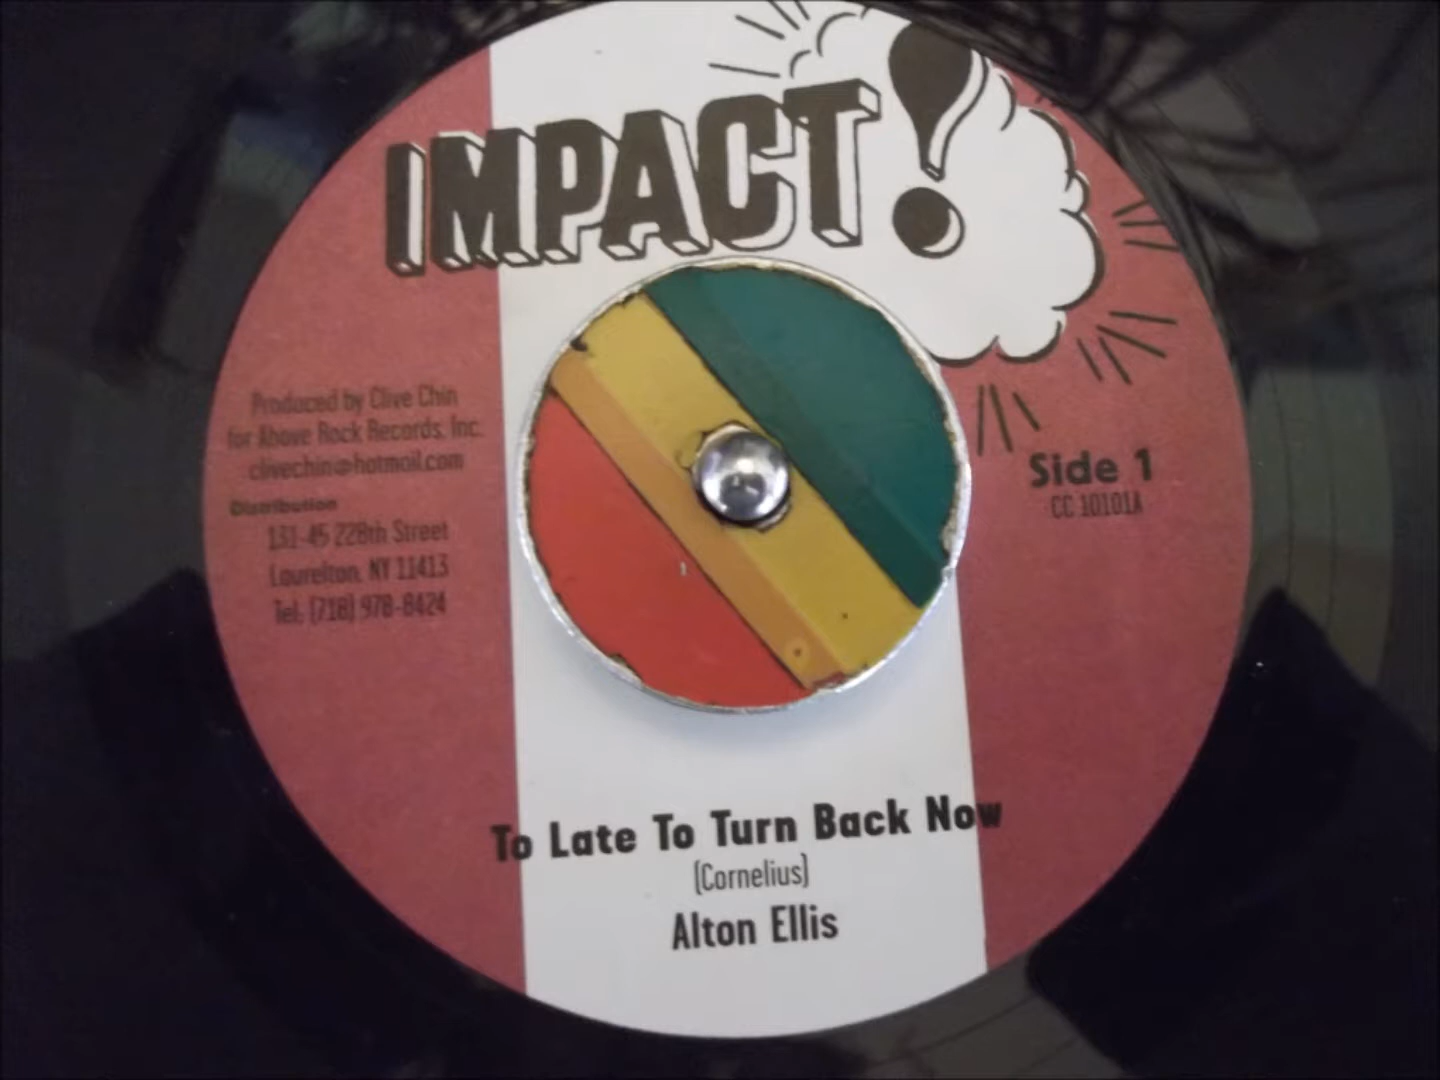 IMPACT!
Produced by Clive Chin
for Above Rock Records, Inc.
clivechin@hotmail.com
Distribution
131-45 228th Street
Laurelton, NY 11413
Tel: (718) 978-8424
Side 1
CC 10101A
To Late To Turn Back Now
(Cornelius)
Alton Ellis